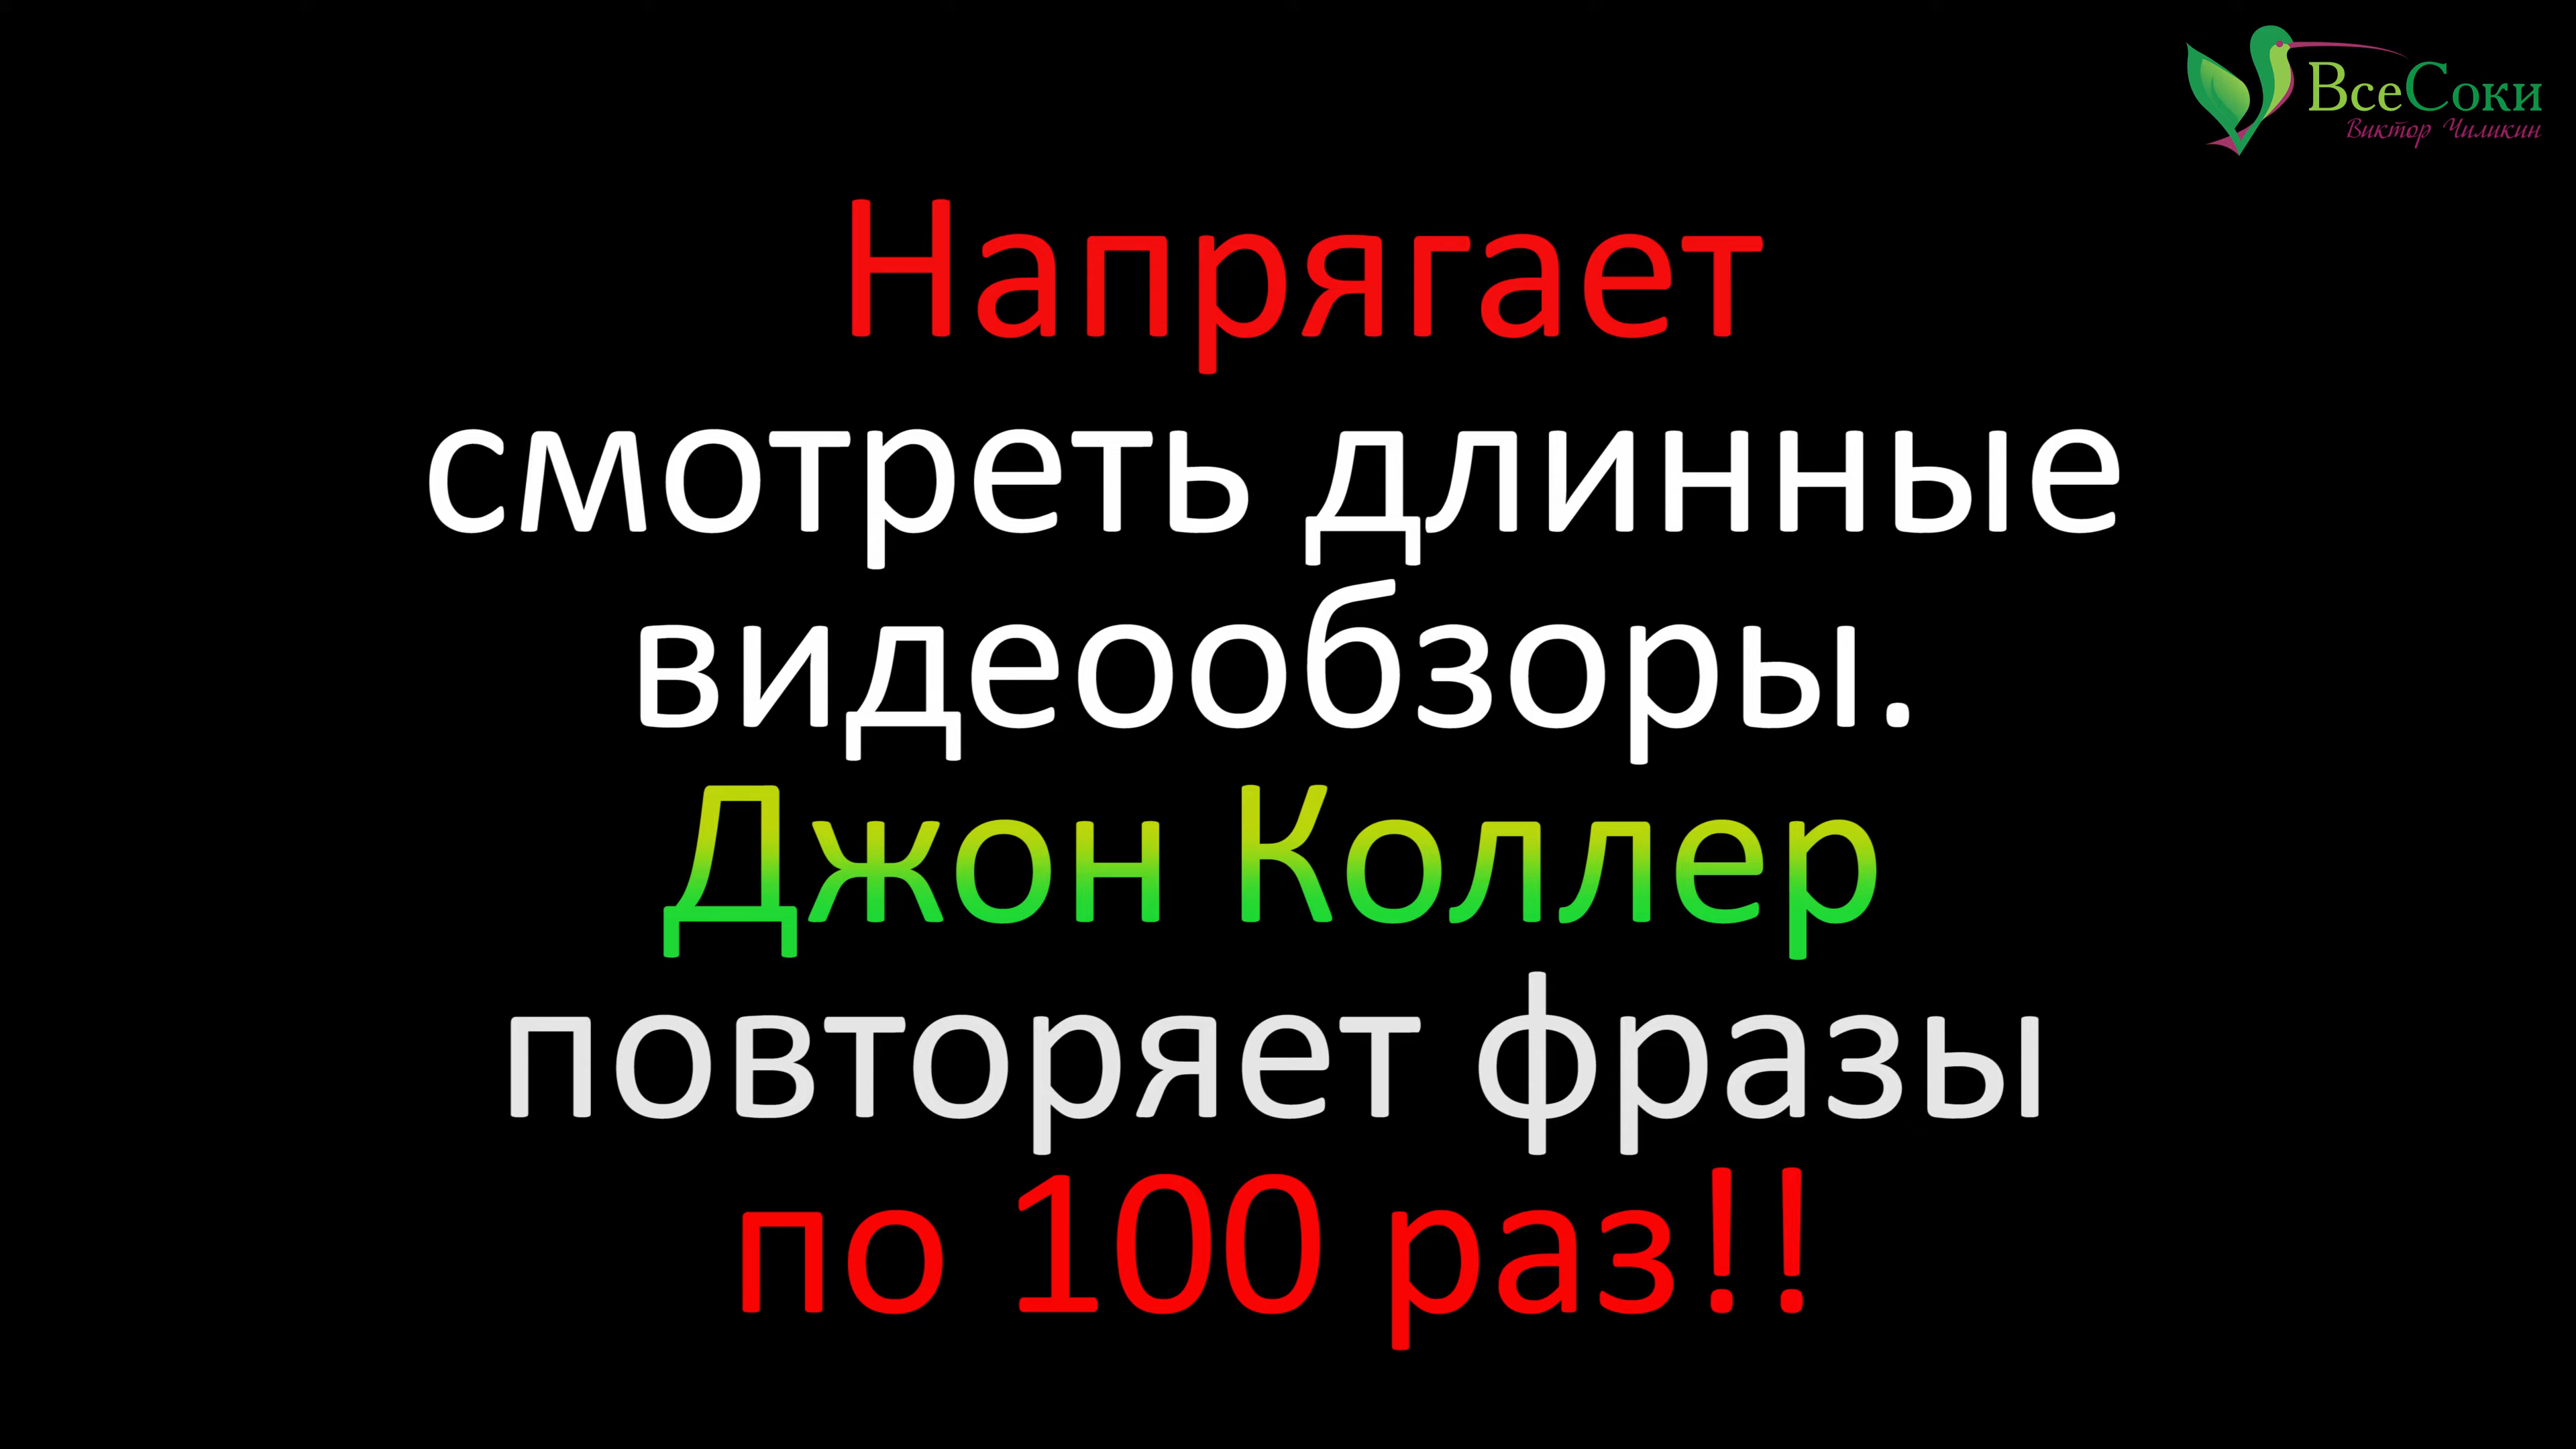 ВсеСоки
Виктор Чиликин
Напрягает
смотреть длинные
видеообзоры.
Джон Коллер
повторяет фразы
по 100 раз!!